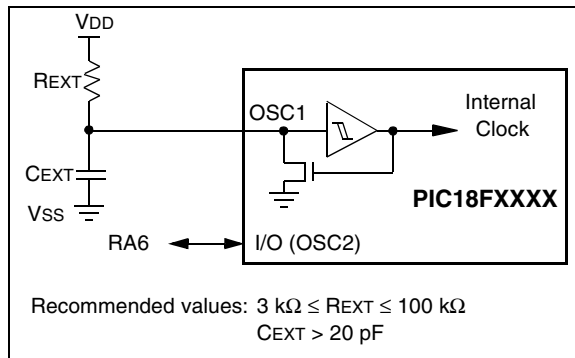 VDD
REXT
OSC1
Internal
Clock
CEXT
PIC18FXXXX
VSS
RA6
I/O (OSC2)
Recommended values: 3 kΩ ≤ REXT ≤ 100 kΩ
CEXT > 20 pF